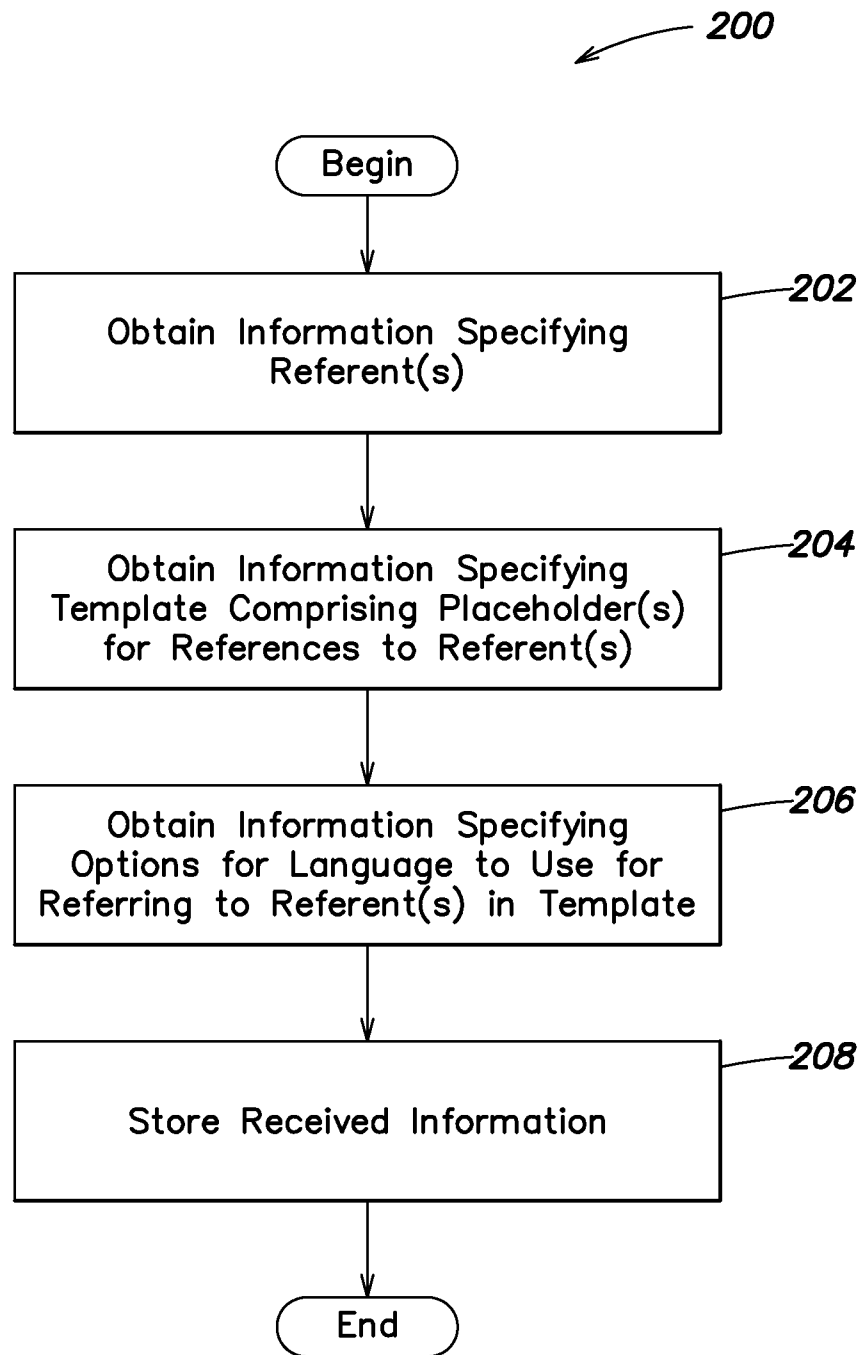 200
Begin
202
Obtain Information Specifying
Referent(s)
204
Obtain Information Specifying
Template Comprising Placeholder(s)
for References to Referent(s)
206
Obtain Information Specifying
Options for Language to Use for
Referring to Referent(s) in Template
208
Store Received Information
End